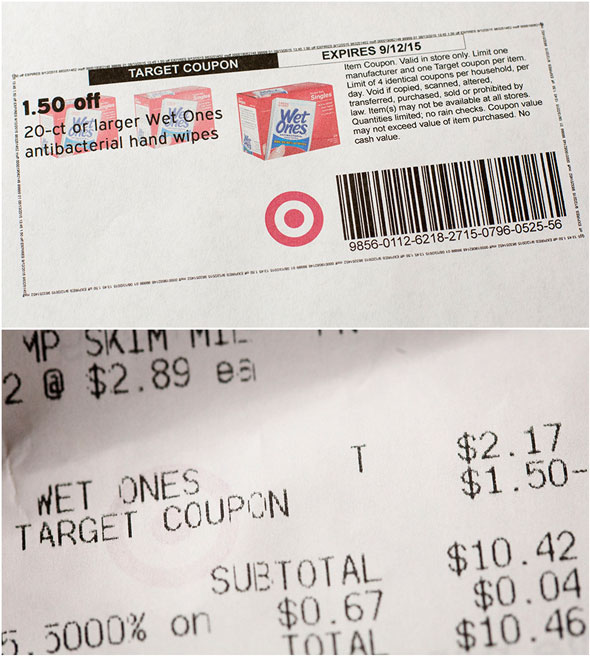 TARGET COUPON
EXPIRES 9/12/15
1.50 off
20-ct or larger Wet Ones
antibacterial hand wipes
Singles
Wet
Ones
Item Coupon. Valid in store only. Limit one
manufacturer and one Target coupon per item.
Limit of 4 identical coupons per household, per
day. Void if copied, scanned, altered,
transferred, purchased, sold or prohibited by
law. Item(s) may not be available at all stores.
Quantities limited; no rain checks. Coupon value
may not exceed value of item purchased. No
cash value.
9856-0112-6218-2715-0796-0525-56
MP SKIM MIL
2 @ $2.89 ea
WET ONES T $2.17
TARGET COUPON $1.50-
SUBTOTAL $10.42
5.5000% on $0.67 $0.04
TOTAL $10.46